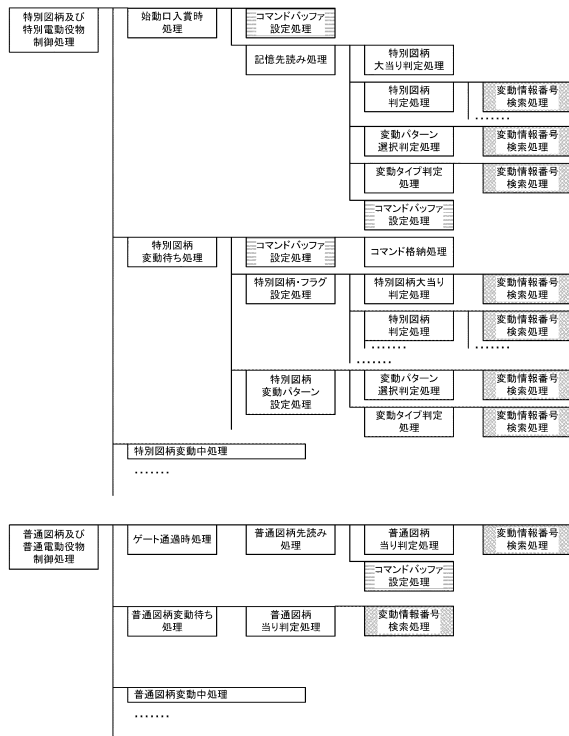 特別図柄及び
特別電動役物
制御処理
始動口入賞時
処理
コマンドバッファ
設定処理
記憶先読み処理
特別図柄
大当り判定処理
特別図柄
判定処理
変動情報番号
検索処理
‥‥‥
変動パターン
選択判定処理
変動情報番号
検索処理
変動タイプ判定
処理
変動情報番号
検索処理
コマンドバッファ
設定処理
特別図柄
変動待ち処理
コマンドバッファ
設定処理
コマンド格納処理
特別図柄・フラグ
設定処理
特別図柄大当り
判定処理
変動情報番号
検索処理
特別図柄
判定処理
変動情報番号
検索処理
‥‥‥
‥‥‥
‥‥‥
特別図柄
変動パターン
設定処理
変動パターン
選択判定処理
変動情報番号
検索処理
変動タイプ判定
処理
変動情報番号
検索処理
特別図柄変動中処理
‥‥‥
普通図柄及び
普通電動役物
制御処理
ゲート通過時処理
普通図柄先読み
処理
普通図柄
当り判定処理
変動情報番号
検索処理
コマンドバッファ
設定処理
普通図柄変動待ち
処理
普通図柄
当り判定処理
変動情報番号
検索処理
普通図柄変動中処理
‥‥‥